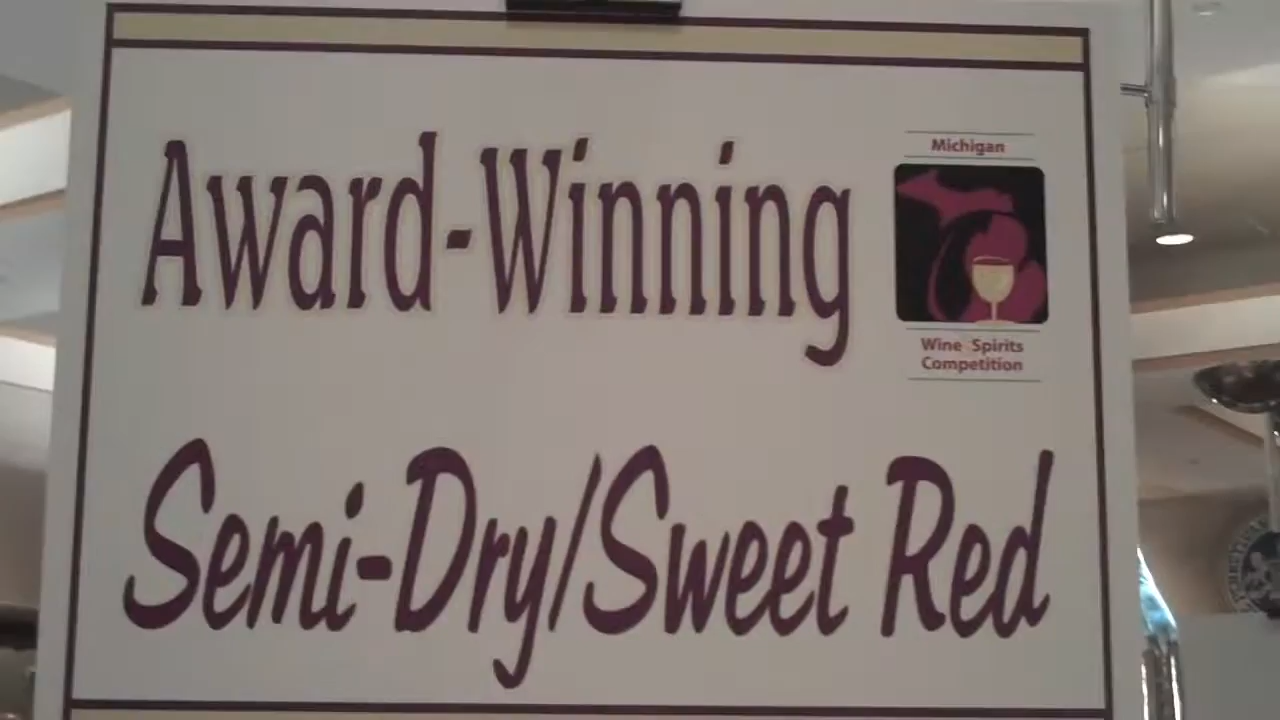 Award-Winning
Michigan
Wine Spirits
Competition
Semi-Dry/Sweet Red